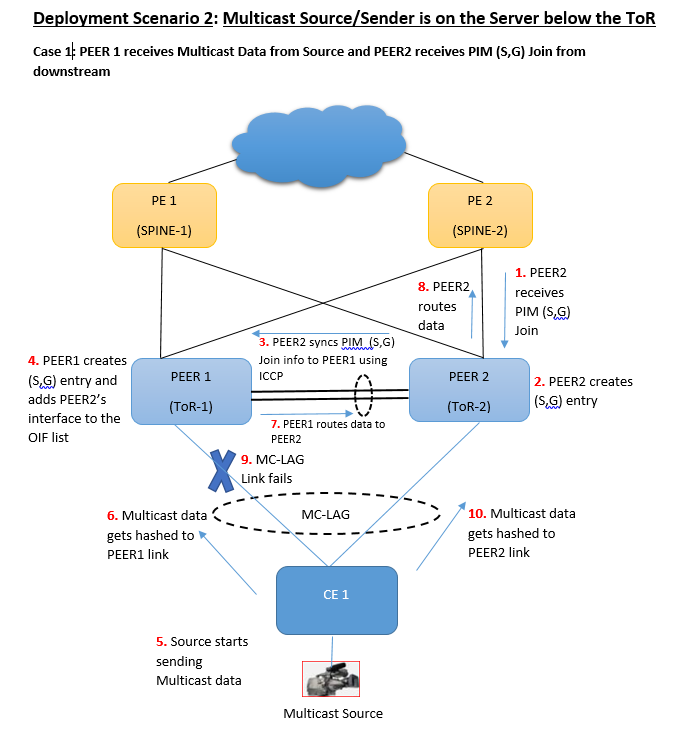 Deployment Scenario 2: Multicast Source/Sender is on the Server below the ToR
Case 1: PEER 1 receives Multicast Data from Source and PEER2 receives PIM (S,G) Join from
downstream
PE 1
(SPINE-1)
PE 2
(SPINE-2)
1. PEER2
receives
PIM (S,G)
Join
8. PEER2
routes
data
3. PEER2 syncs PIM (S,G)
Join info to PEER1 using
ICCP
4. PEER1 creates
(S,G) entry and
adds PEER2's
interface to the
OIF list
PEER 1
(ToR-1)
PEER 2
(ToR-2)
2. PEER2 creates
(S,G) entry
7. PEER1 routes data to
PEER2
9. MC-LAG
Link fails
6. Multicast data
gets hashed to
PEER1 link
MC-LAG
10. Multicast data
gets hashed to
PEER2 link
CE 1
5. Source starts
sending
Multicast data
Multicast Source